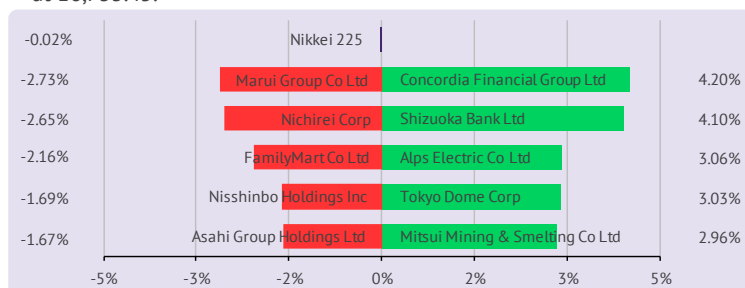 -0.02% Nikkei 225
-2.73% Marui Group Co Ltd Concordia Financial Group Ltd 4.20%
-2.65% Nichirei Corp Shizuoka Bank Ltd 4.10%
-2.16% FamilyMart Co Ltd Alps Electric Co Ltd 3.06%
-1.69% Nisshinbo Holdings Inc Tokyo Dome Corp 3.03%
-1.67% Asahi Group Holdings Ltd Mitsui Mining & Smelting Co Ltd 2.96%
-5% -3% -2% 0% 2% 3% 5%